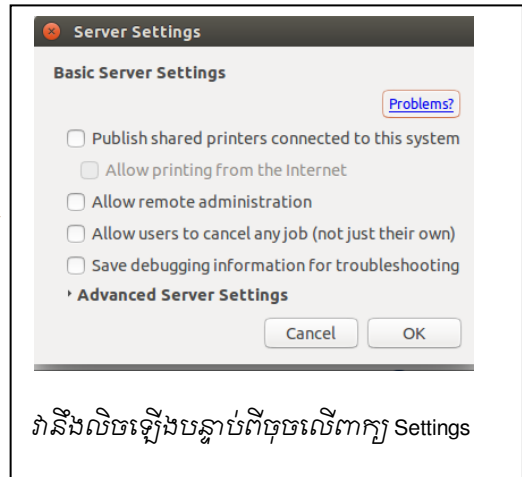 Server Settings
Basic Server Settings
Problems?
Publish shared printers connected to this system
Allow printing from the Internet
Allow remote administration
Allow users to cancel any job (not just their own)
Save debugging information for troubleshooting
Advanced Server Settings
Cancel OK
វានឹងលិចឡើងបន្ទាប់ពីចុចលើពាក្យ Settings